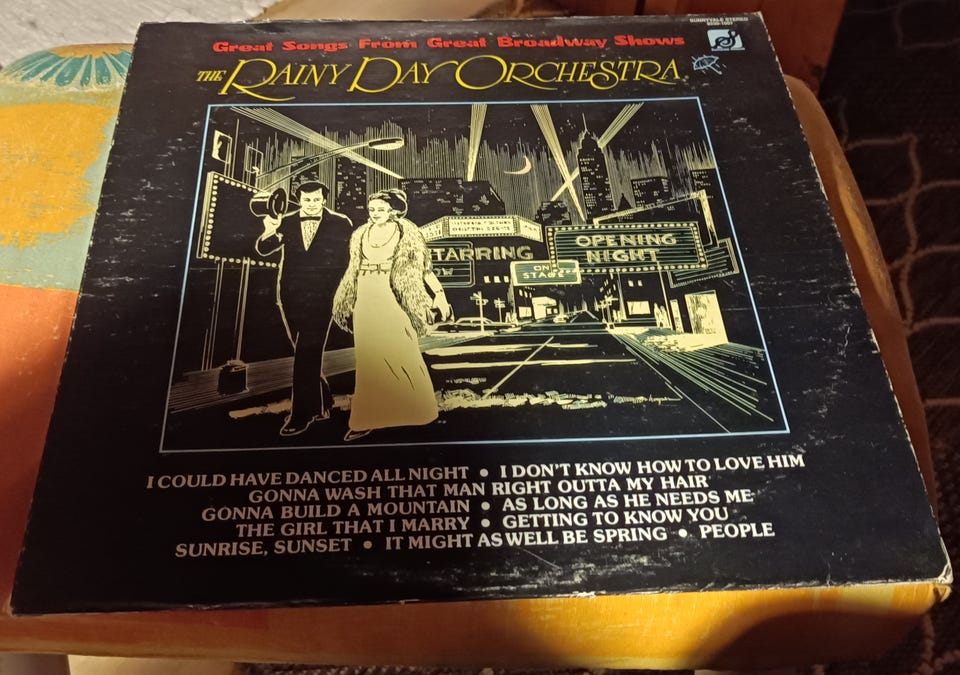 SUNNYVALE STEREO
Great Songs From Great Broadway Shows
THE RAINY DAY ORCHESTRA
STARRING
OPENING
NIGHT
ON
STAGE
I COULD HAVE DANCED ALL NIGHT • I DON'T KNOW HOW TO LOVE HIM
GONNA WASH THAT MAN RIGHT OUTTA MY HAIR
GONNA BUILD A MOUNTAIN • AS LONG AS HE NEEDS ME
THE GIRL THAT I MARRY • GETTING TO KNOW YOU
SUNRISE, SUNSET • IT MIGHT AS WELL BE SPRING • PEOPLE